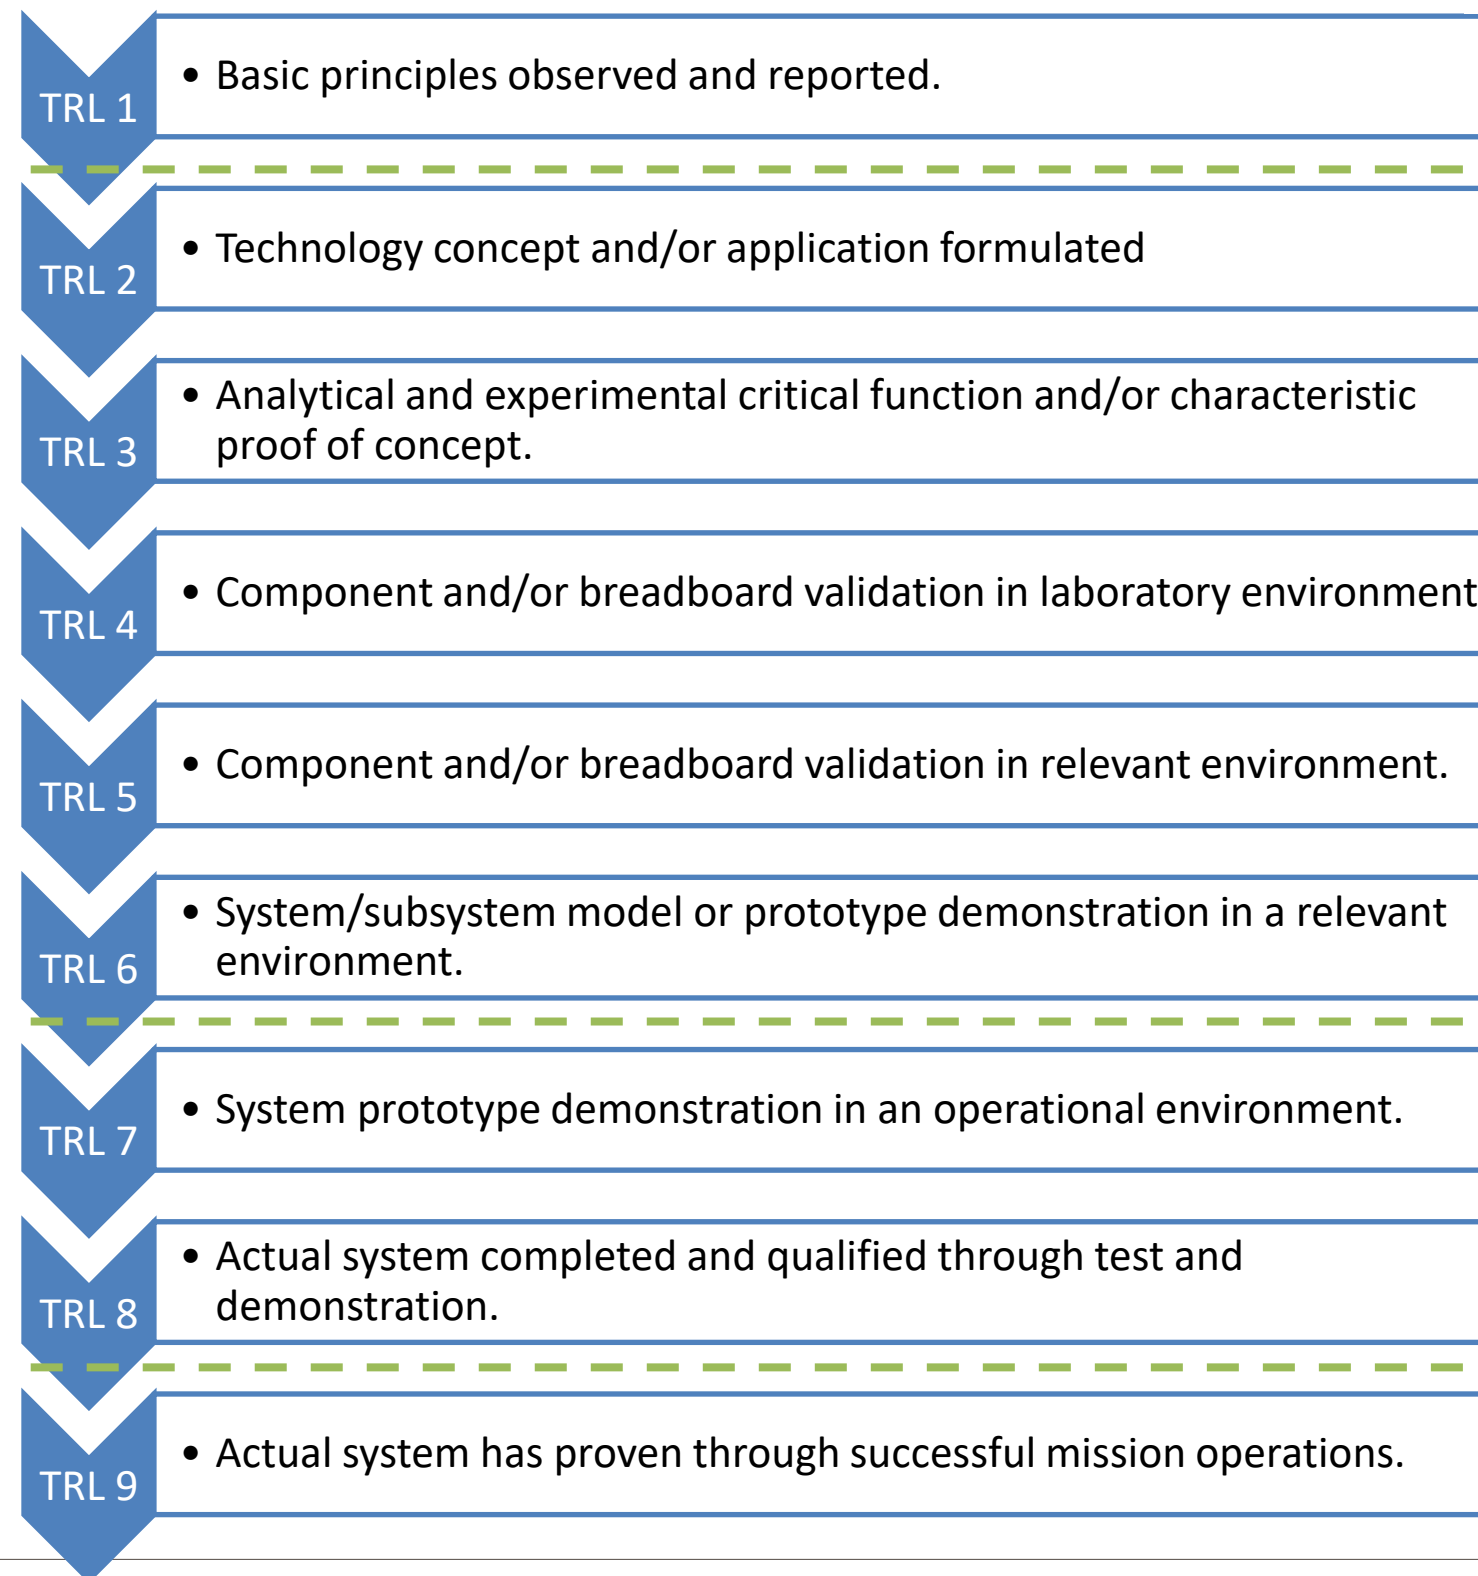 TRL 1
• Basic principles observed and reported.
TRL 2
• Technology concept and/or application formulated
TRL 3
• Analytical and experimental critical function and/or characteristic
proof of concept.
TRL 4
• Component and/or breadboard validation in laboratory environment
TRL 5
• Component and/or breadboard validation in relevant environment.
TRL 6
• System/subsystem model or prototype demonstration in a relevant
environment.
TRL 7
• System prototype demonstration in an operational environment.
TRL 8
• Actual system completed and qualified through test and
demonstration.
TRL 9
• Actual system has proven through successful mission operations.